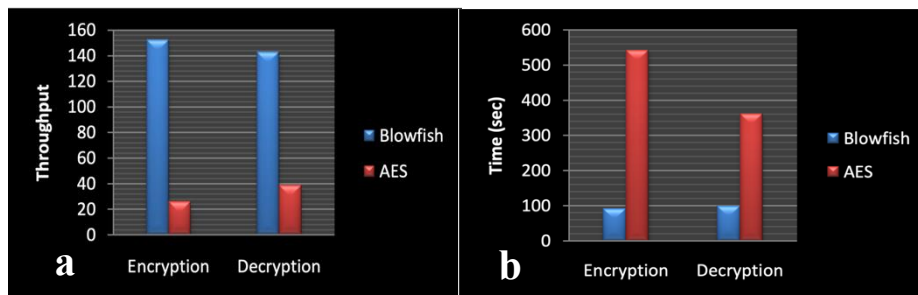 160
140
120
100
80
60
40
20
0
Throughput
Encryption Decryption
Blowfish
AES
a
600
500
400
300
200
100
0
Time (sec)
Encryption Decryption
Blowfish
AES
b